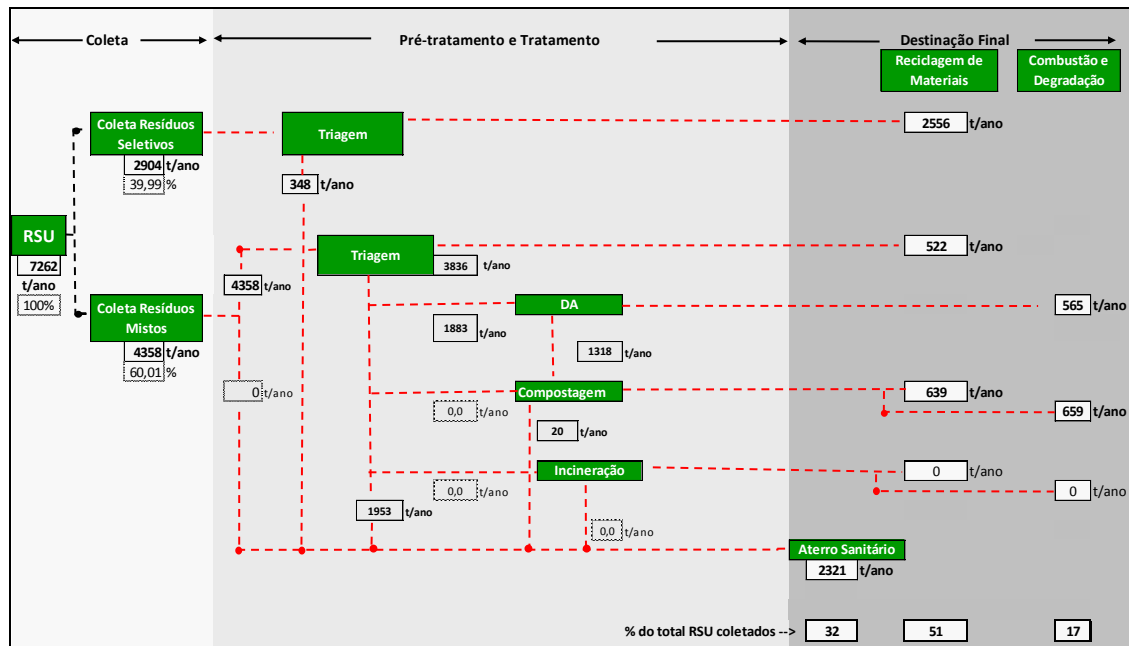 Coleta
Pré-tratamento e Tratamento
Destinação Final
Reciclagem de
Materiais
Combustão e
Degradação
Coleta Resíduos
Seletivos
2904 t/ano
39,99 %
Triagem
348 t/ano
2556 t/ano
RSU
7262
t/ano
100%
Triagem
3836 t/ano
522 t/ano
4358 t/ano
Coleta Resíduos
Mistos
4358 t/ano
60,01 %
DA
1883 t/ano
565 t/ano
1318 t/ano
0 t/ano
Compostagem
0,0 t/ano
639 t/ano
659 t/ano
20 t/ano
Incineração
0,0 t/ano
0 t/ano
0 t/ano
1953 t/ano
0,0 t/ano
Aterro Sanitário
2321 t/ano
% do total RSU coletados --> 32 51 17